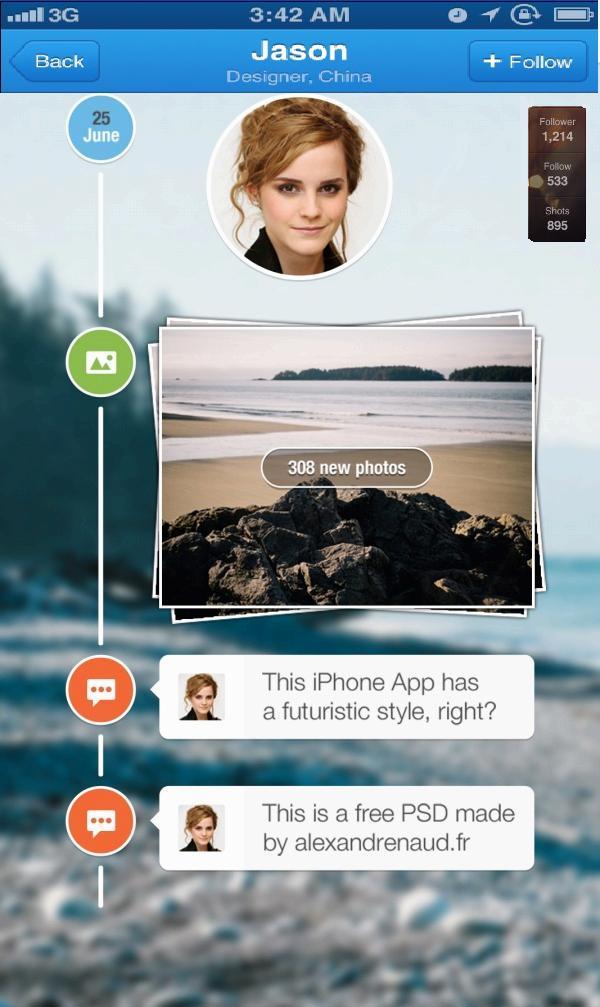 3G
3:42 AM
Back
Jason
Designer, China
+ Follow
25
June
Follower
1,214
Follow
533
Shots
895
308 new photos
This iPhone App has
a futuristic style, right?
This is a free PSD made
by alexandrenaud.fr